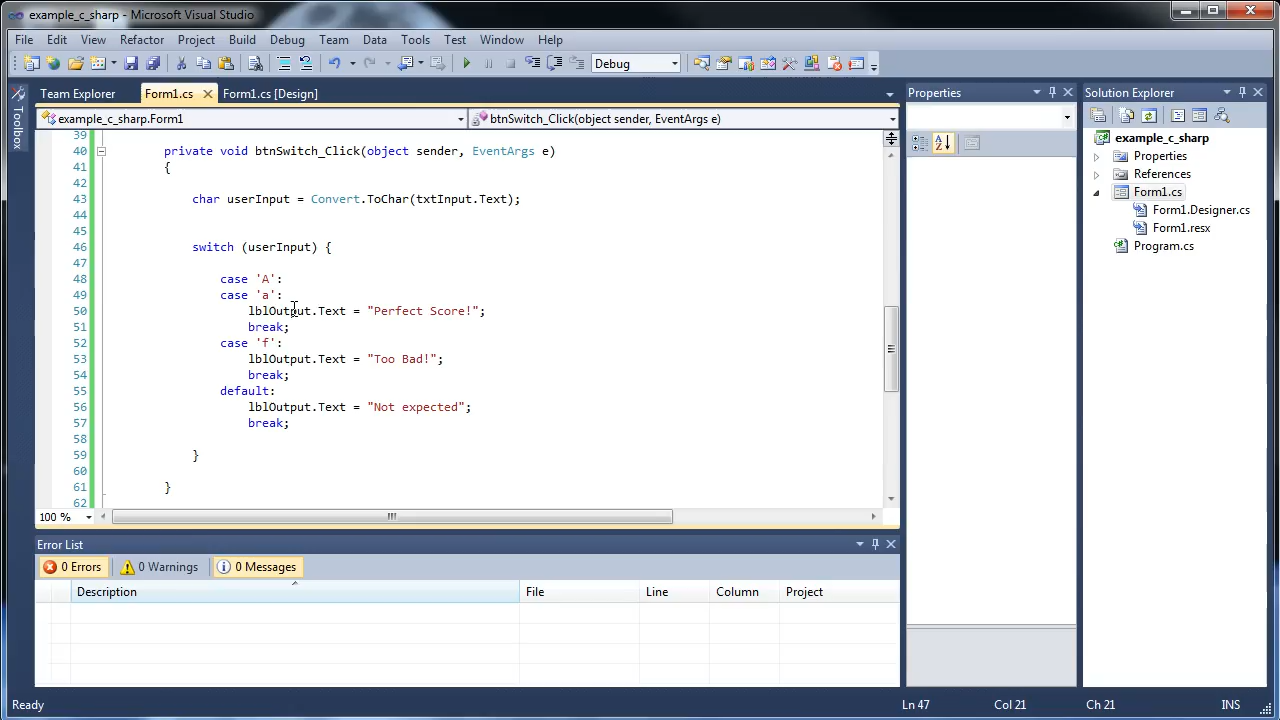 example_c_sharp - Microsoft Visual Studio
File Edit View Refactor Project Build Debug Team Data Tools Test Window Help
Debug
Toolbox
Team Explorer Form1.cs Form1.cs [Design]
example_c_sharp.Form1 btnSwitch_Click(object sender, EventArgs e)
39
40 private void btnSwitch_Click(object sender, EventArgs e)
41 {
42
43 char userInput = Convert.ToChar(txtInput.Text);
44
45
46 switch (userInput) {
47
48 case 'A':
49 case 'a':
50 lblOutput.Text = "Perfect Score!";
51 break;
52 case 'f':
53 lblOutput.Text = "Too Bad!";
54 break;
55 default:
56 lblOutput.Text = "Not expected";
57 break;
58
59 }
60
61 }
62
100 %
Error List
0 Errors 0 Warnings 0 Messages
Description File Line Column Project
Properties
Solution Explorer
example_c_sharp
Properties
References
Form1.cs
Form1.Designer.cs
Form1.resx
Program.cs
Ready Ln 47 Col 21 Ch 21 INS